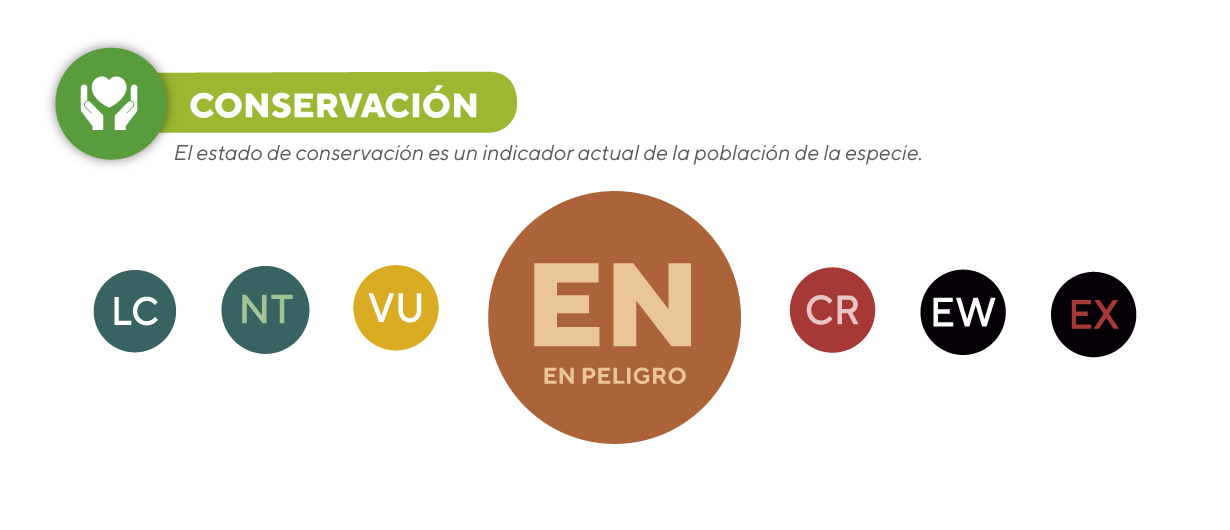 CONSERVACIÓN
El estado de conservación es un indicador actual de la población de la especie.
LC NT VU EN CR EW EX
EN PELIGRO